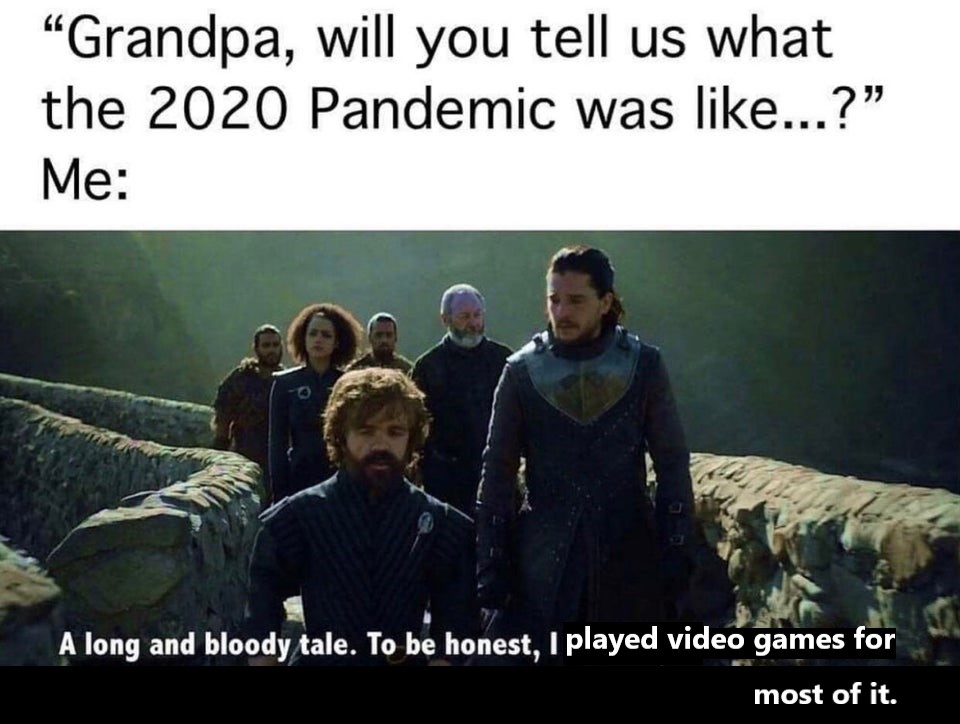 “Grandpa, will you tell us what
the 2020 Pandemic was like...?”
Me:
A long and bloody tale. To be honest, I played video games for
most of it.